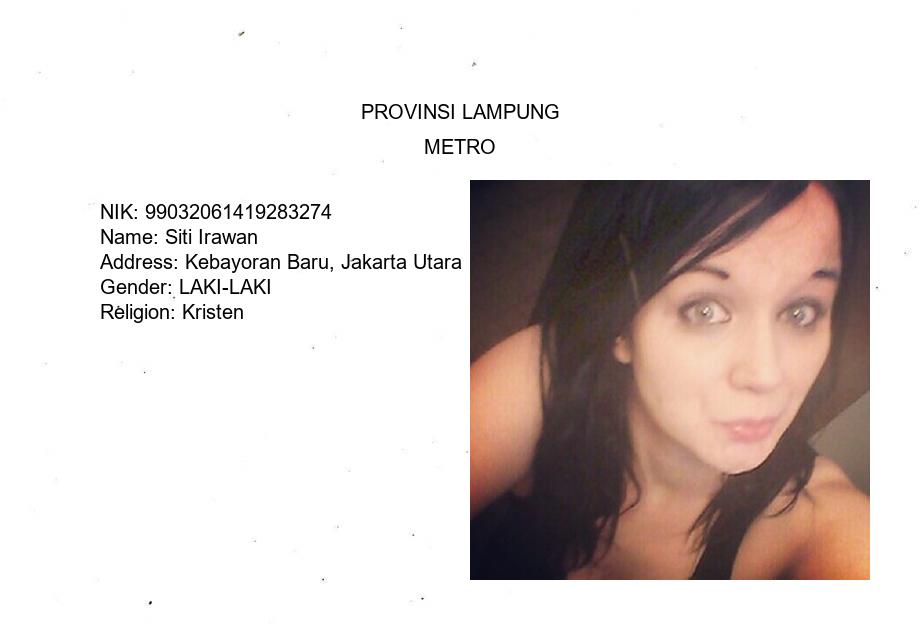 PROVINSI LAMPUNG
METRO
NIK: 99032061419283274
Name: Siti Irawan
Address: Kebayoran Baru, Jakarta Utara
Gender: LAKI-LAKI
Religion: Kristen